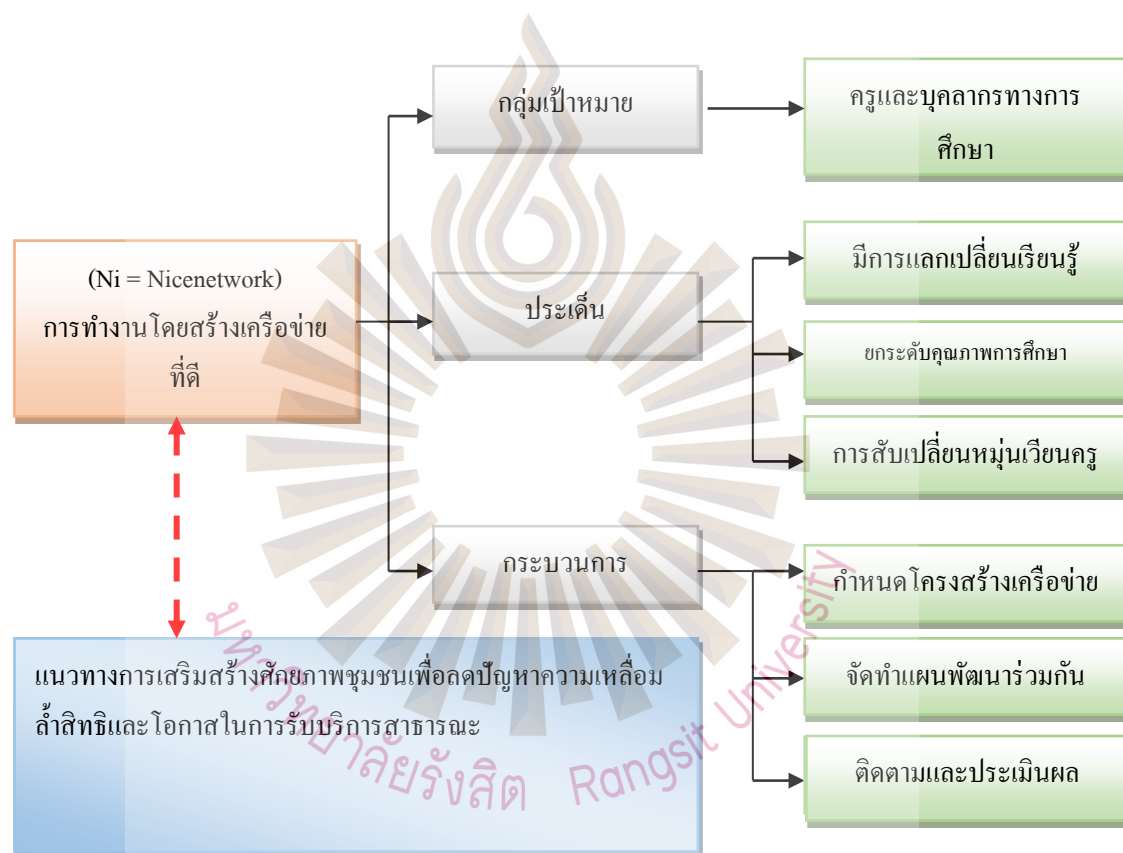 กลุ่มเป้าหมาย
ครูและบุคลากรทางการ
ศึกษา
(Ni = Nicenetwork)
การทำงานโดยสร้างเครือข่าย
ที่ดี
ประเด็น
มีการแลกเปลี่ยนเรียนรู้
ยกระดับคุณภาพการศึกษา
การสับเปลี่ยนหมุ่นเวียนครู
กระบวนการ
กำหนดโครงสร้างเครือข่าย
จัดทำแผนพัฒนาร่วมกัน
ติดตามและประเมินผล
แนวทางการเสริมสร้างศักยภาพชุมชนเพื่อลดปัญหาความเหลื่อม
ล้ำสิทธิและโอกาสในการรับบริการสาธารณะ
มหาวิทยาลัยรังสิต Rangsit University